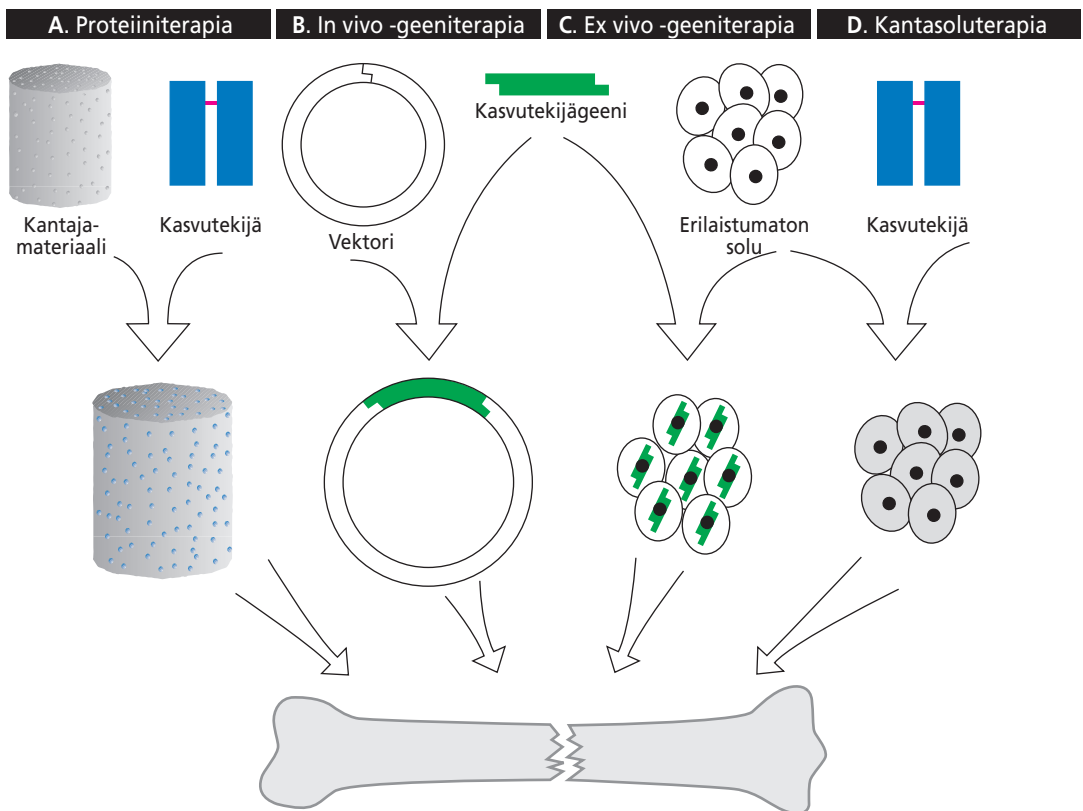 A. Proteiiniterapia
B. In vivo -geeniterapia
C. Ex vivo -geeniterapia
D. Kantasoluterapia
Kantaja-
materiaali
Kasvutekijä
Vektori
Kasvutekijägeeni
Erilaistumaton
solu
Kasvutekijä